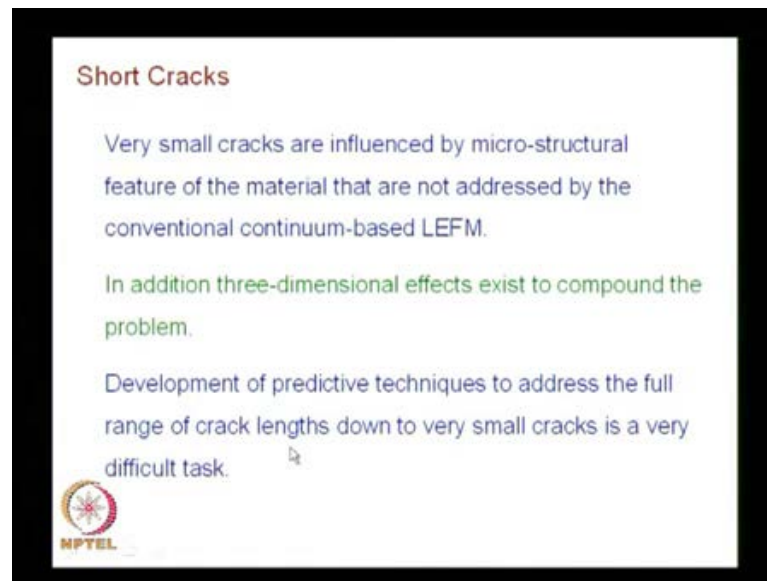 Short Cracks
Very small cracks are influenced by micro-structural
feature of the material that are not addressed by the
conventional continuum-based LEFM.
In addition three-dimensional effects exist to compound the
problem.
Development of predictive techniques to address the full
range of crack lengths down to very small cracks is a very
difficult task.
NPTEL